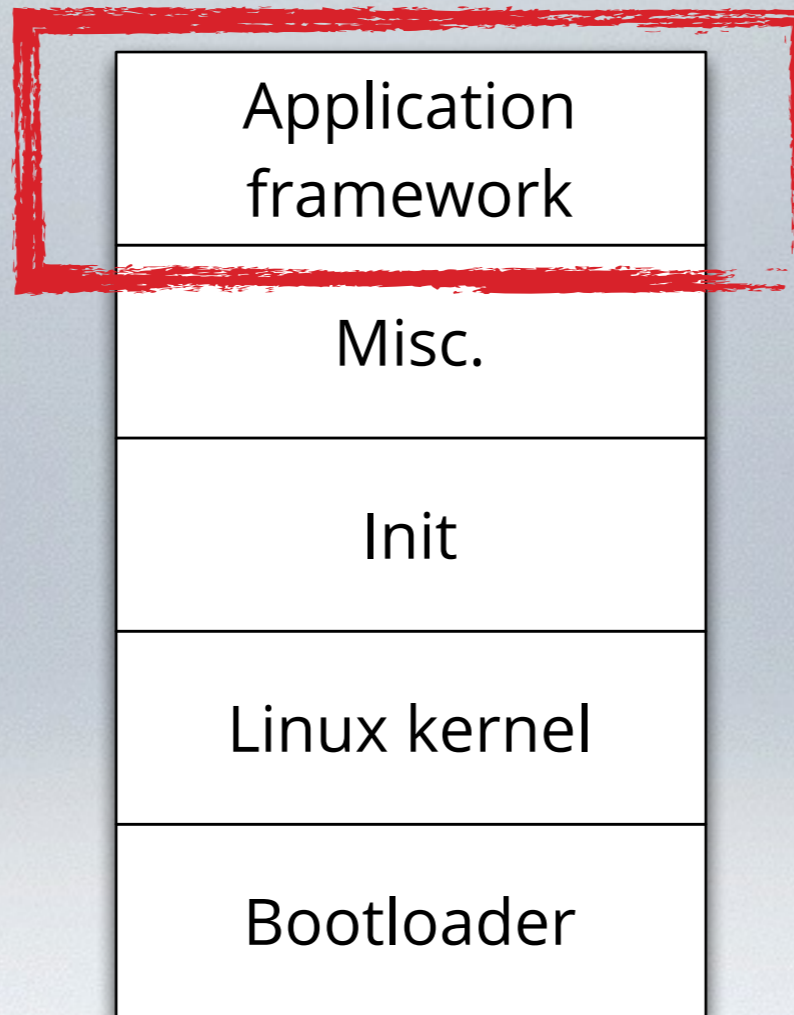 Application
framework
Misc.
Init
Linux kernel
Bootloader